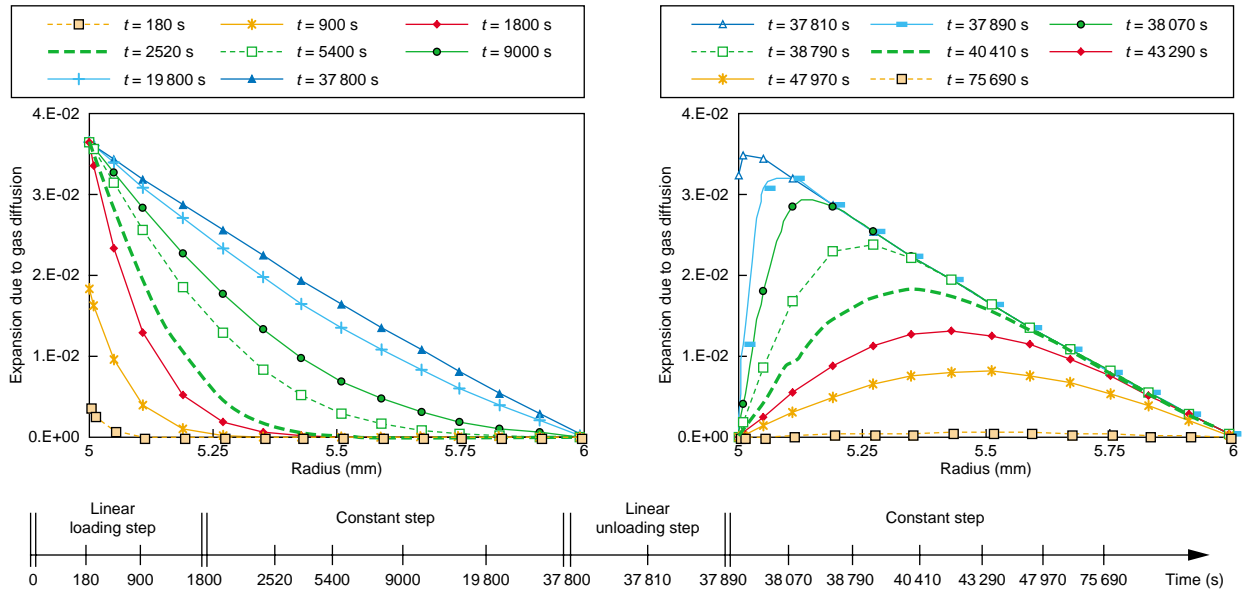 t = 180 s
t = 900 s
t = 1800 s
t = 2520 s
t = 5400 s
t = 9000 s
t = 19 800 s
t = 37 800 s
4.E-02
3.E-02
2.E-02
1.E-02
0.E+00
5
5.25
5.5
5.75
6
Radius (mm)
Expansion due to gas diffusion
t = 37 810 s
t = 37 890 s
t = 38 070 s
t = 38 790 s
t = 40 410 s
t = 43 290 s
t = 47 970 s
t = 75 690 s
4.E-02
3.E-02
2.E-02
1.E-02
0.E+00
5
5.25
5.5
5.75
6
Radius (mm)
Expansion due to gas diffusion
Linear
loading step
Constant step
Linear
unloading step
Constant step
0
180
900
1800
2520
5400
9000
19 800
37 800
37 810
37 890
38 070
38 790
40 410
43 290
47 970
75 690
Time (s)